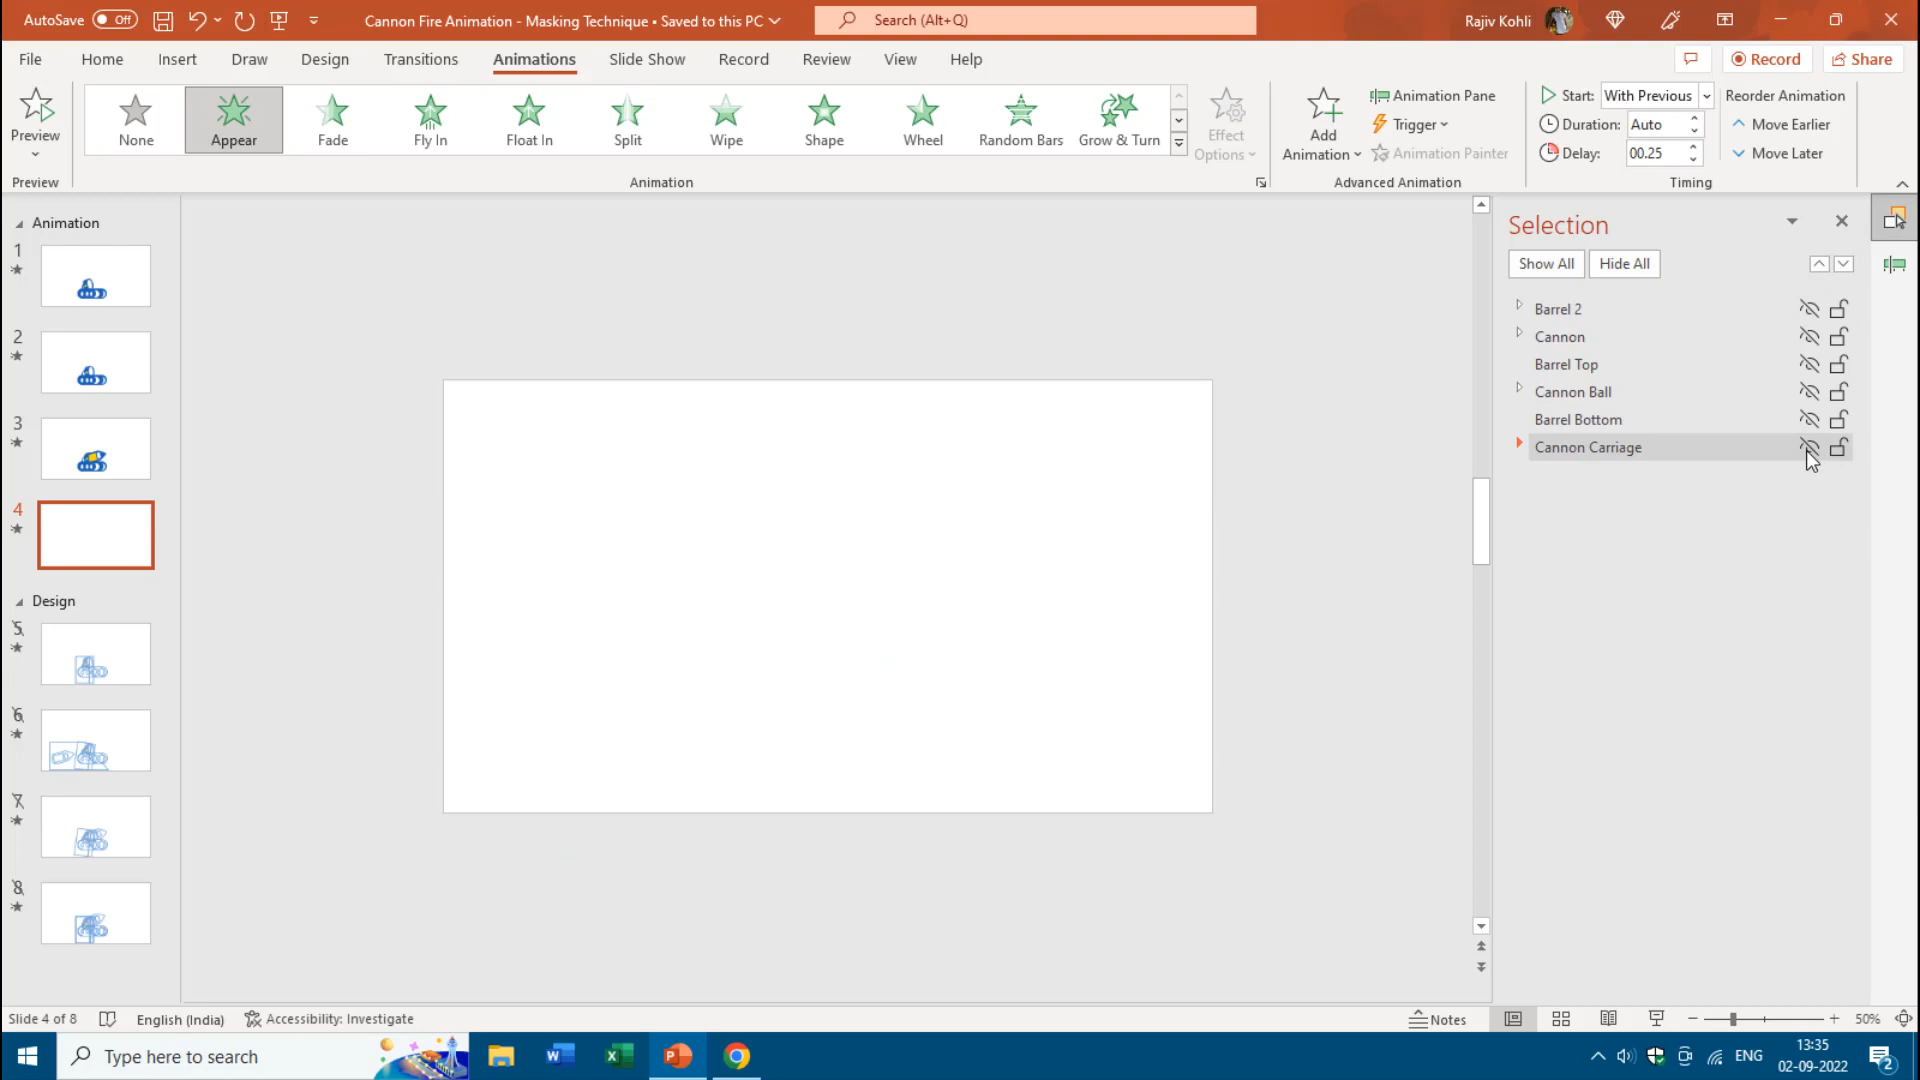 AutoSave Off
Cannon Fire Animation - Masking Technique • Saved to this PC
Search (Alt+Q)
Rajiv Kohli
File Home Insert Draw Design Transitions Animations Slide Show Record Review View Help
Record Share
Preview
None Appear Fade Fly In Float In Split Wipe Shape Wheel Random Bars Grow & Turn
Effect Options
Add Animation
Animation Pane
Trigger
Animation Painter
Start: With Previous
Duration: Auto
Delay: 00.25
Reorder Animation
Move Earlier
Move Later
Preview Animation Advanced Animation Timing
Animation
1
2
3
4
Design
5
6
7
8
Selection
Show All Hide All
Barrel 2
Cannon
Barrel Top
Cannon Ball
Barrel Bottom
Cannon Carriage
Slide 4 of 8 English (India) Accessibility: Investigate Notes 50%
Type here to search
W X P
ENG
13:35
02-09-2022
2